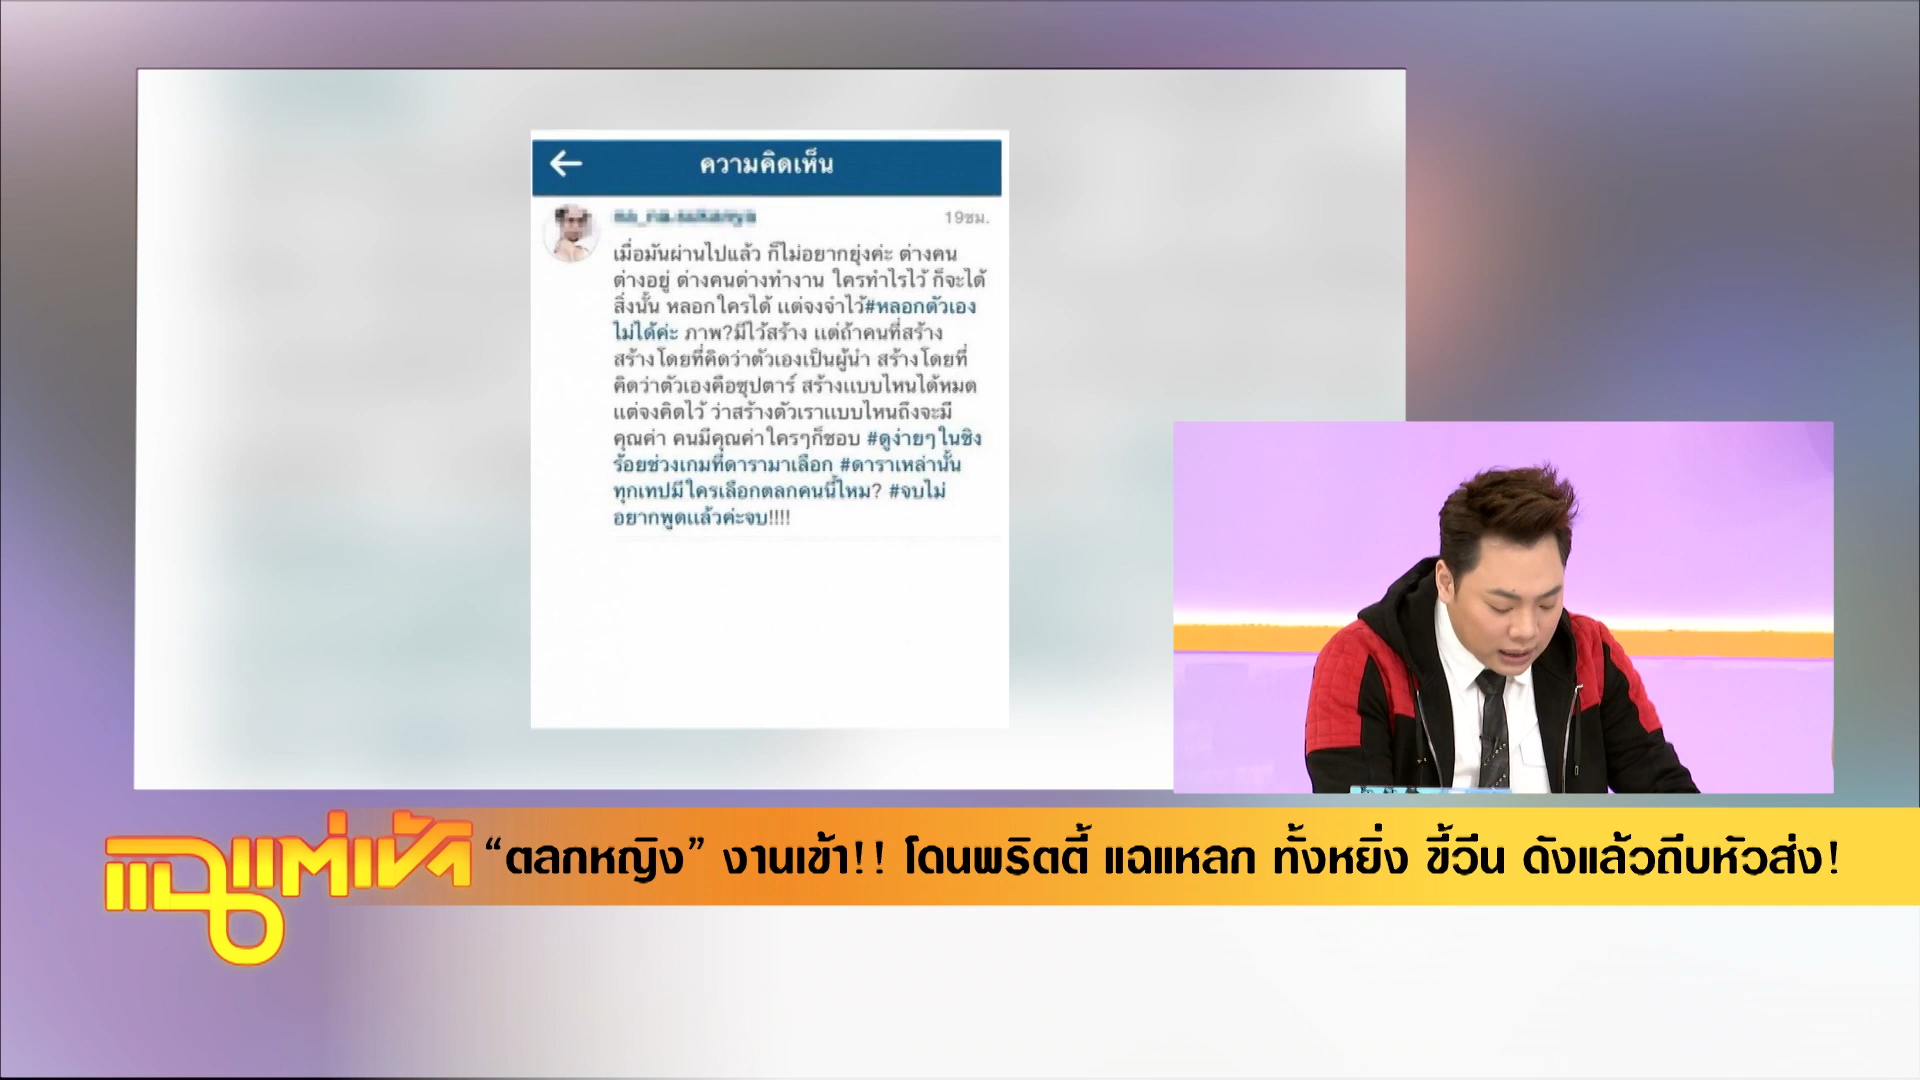 ความคิดเห็น
19ชม.
เมื่อมันผ่านไปแล้ว ก็ไม่อยากยุ่งค่ะ ต่างคน
ต่างอยู่ ต่างคนต่างทำงาน ใครทำไรไว้ ก็จะได้
สิ่งนั้น หลอกใครได้ แต่จงจำไว้#หลอกตัวเอง
ไม่ได้ค่ะ ภาพ?มีไว้สร้าง แต่ถ้าคนที่สร้าง
สร้างโดยที่คิดว่าตัวเองเป็นผู้นำ สร้างโดยที่
คิดว่าตัวเองคือซุปตาร์ สร้างแบบไหนได้หมด
แต่จงคิดไว้ ว่าสร้างตัวเราแบบไหนถึงจะมี
คุณค่า คนมีคุณค่าใครๆก็ชอบ #ดูง่ายๆในชิง
ร้อยช่วงเกมที่ดารามาเลือก #ดาราเหล่านั้น
ทุกเทปมีใครเลือกตลกคนนี้ไหม? #จบไม่
อยากพูดแล้วค่ะจบ!!!!
แฉแต่เช้า
“ตลกหญิง” งานเข้า!! โดนพริตตี้ แฉแหลก ทั้งหยิ่ง ขี้วีน ดังแล้วถีบหัวส่ง!